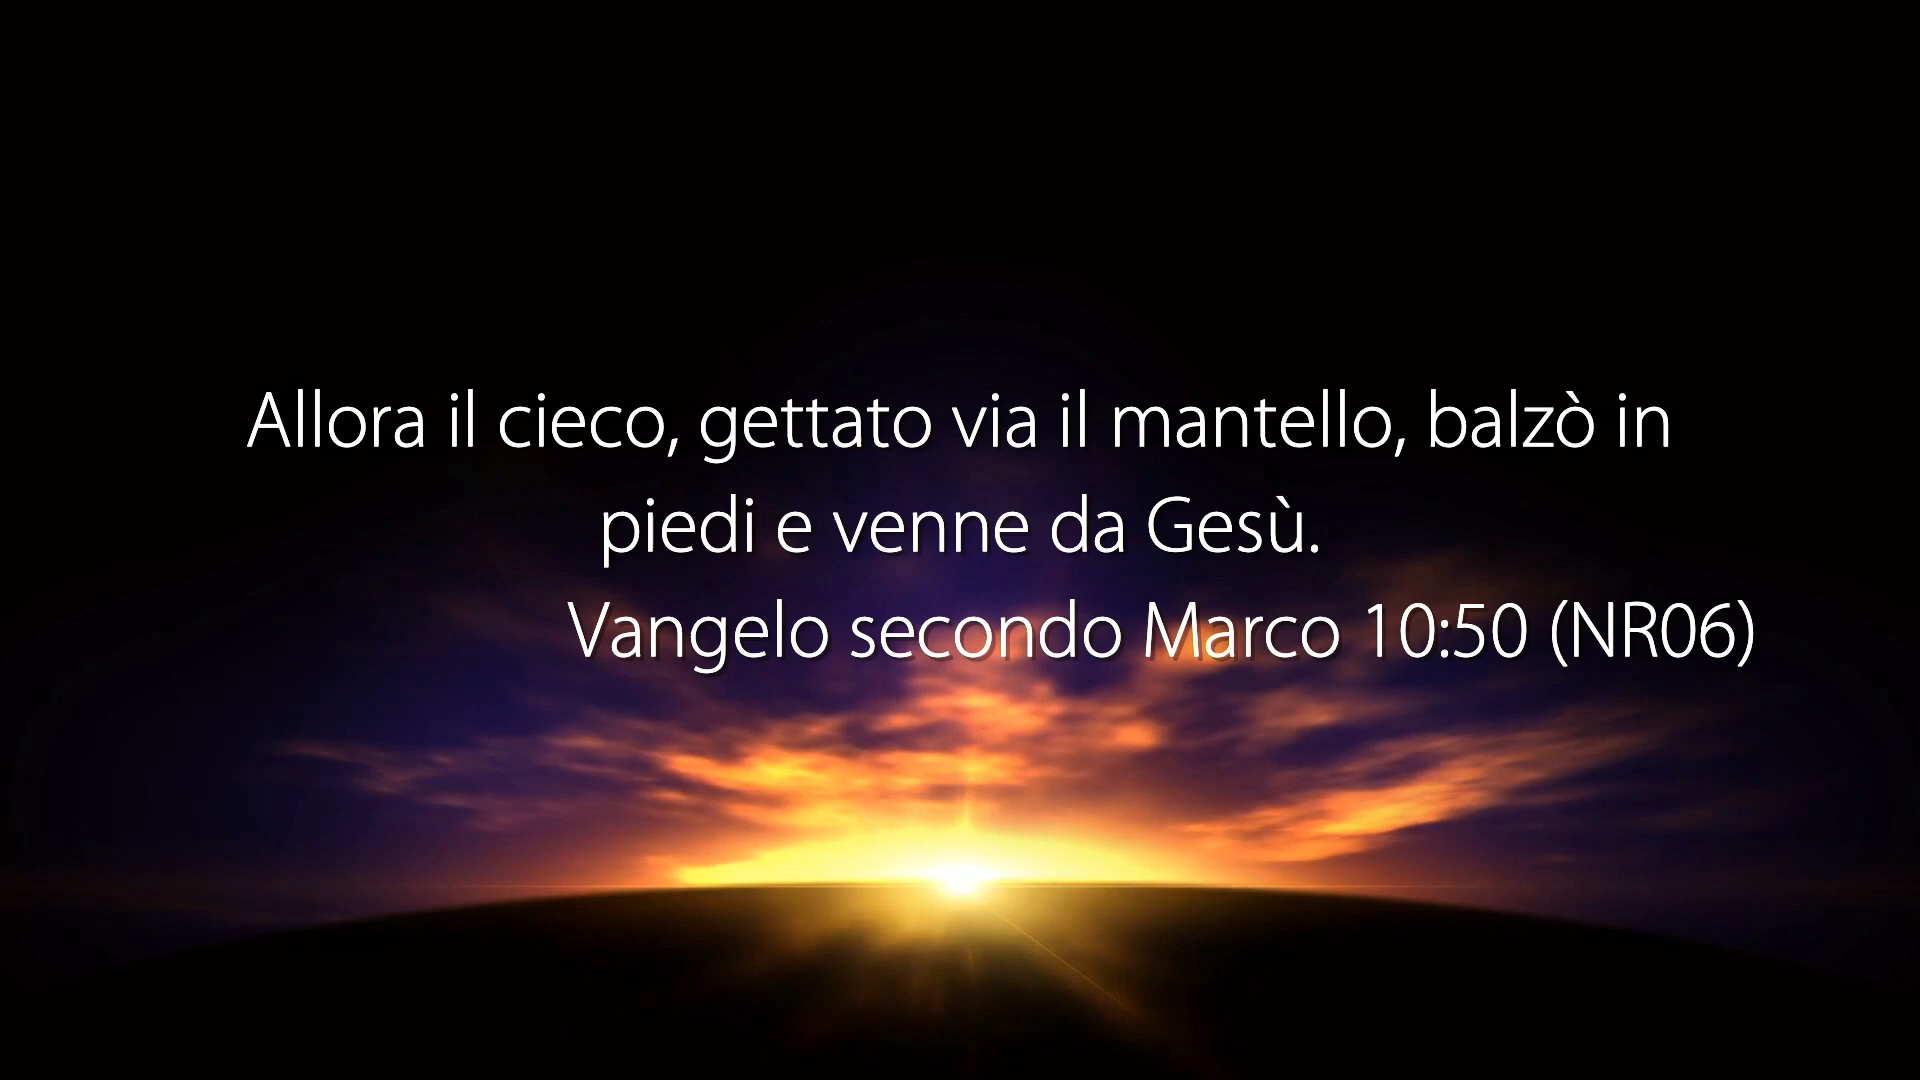 Allora il cieco, gettato via il mantello, balzò in
piedi e venne da Gesù.
Vangelo secondo Marco 10:50 (NR06)